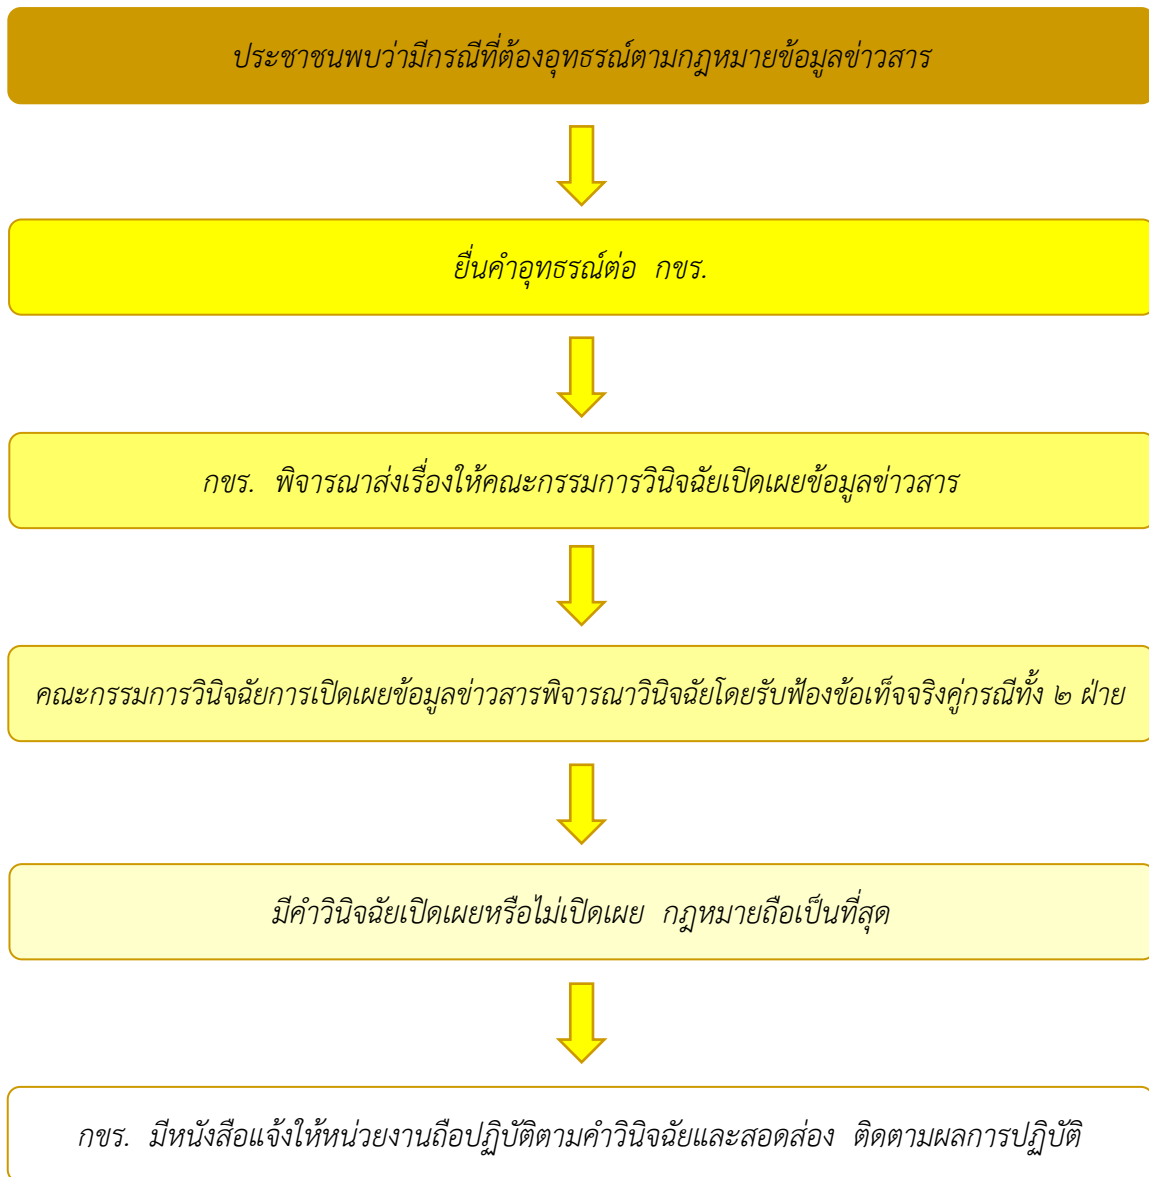 ประชาชนพบว่ามีกรณีที่ต้องอุทธรณ์ตามกฎหมายข้อมูลข่าวสาร
ยื่นคำอุทธรณ์ต่อ กขร.
กขร. พิจารณาส่งเรื่องให้คณะกรรมการวินิจฉัยเปิดเผยข้อมูลข่าวสาร
คณะกรรมการวินิจฉัยการเปิดเผยข้อมูลข่าวสารพิจารณาวินิจฉัยโดยรับฟ้องข้อเท็จจริงคู่กรณีทั้ง ๒ ฝ่าย
มีคำวินิจฉัยเปิดเผยหรือไม่เปิดเผย กฎหมายถือเป็นที่สุด
กขร. มีหนังสือแจ้งให้หน่วยงานถือปฏิบัติตามคำวินิจฉัยและสอดส่อง ติดตามผลการปฏิบัติ